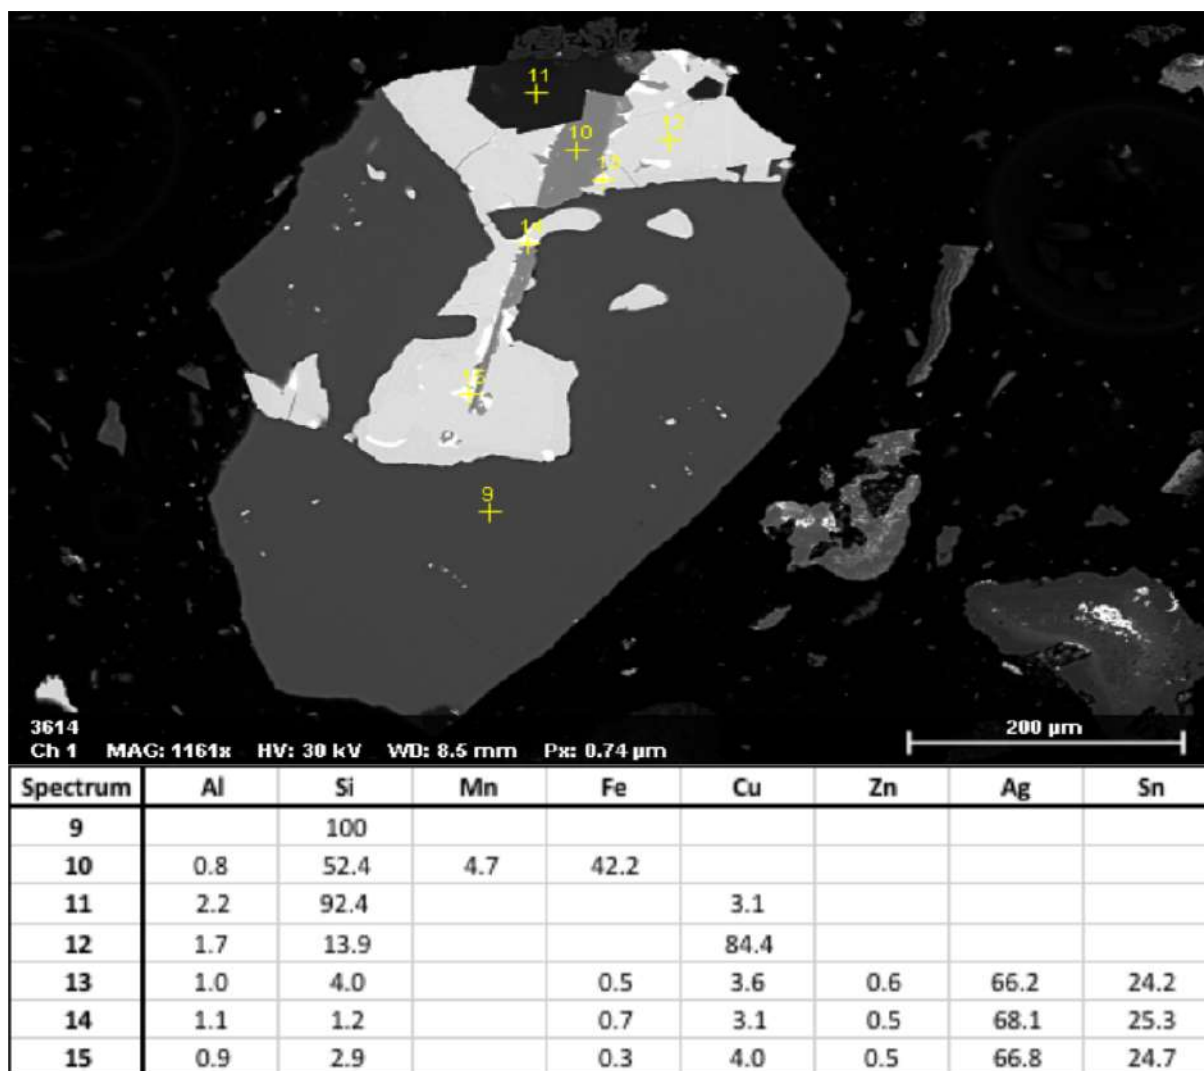 11
10
12
13
14
15
9
3614
200 µm
Ch 1 MAG: 1161x HV: 30 kV WD: 8.5 mm Px: 0.74 µm
Spectrum Al Si Mn Fe Cu Zn Ag Sn
9 100
10 0.8 52.4 4.7 42.2
11 2.2 92.4 3.1
12 1.7 13.9 84.4
13 1.0 4.0 0.5 3.6 0.6 66.2 24.2
14 1.1 1.2 0.7 3.1 0.5 68.1 25.3
15 0.9 2.9 0.3 4.0 0.5 66.8 24.7